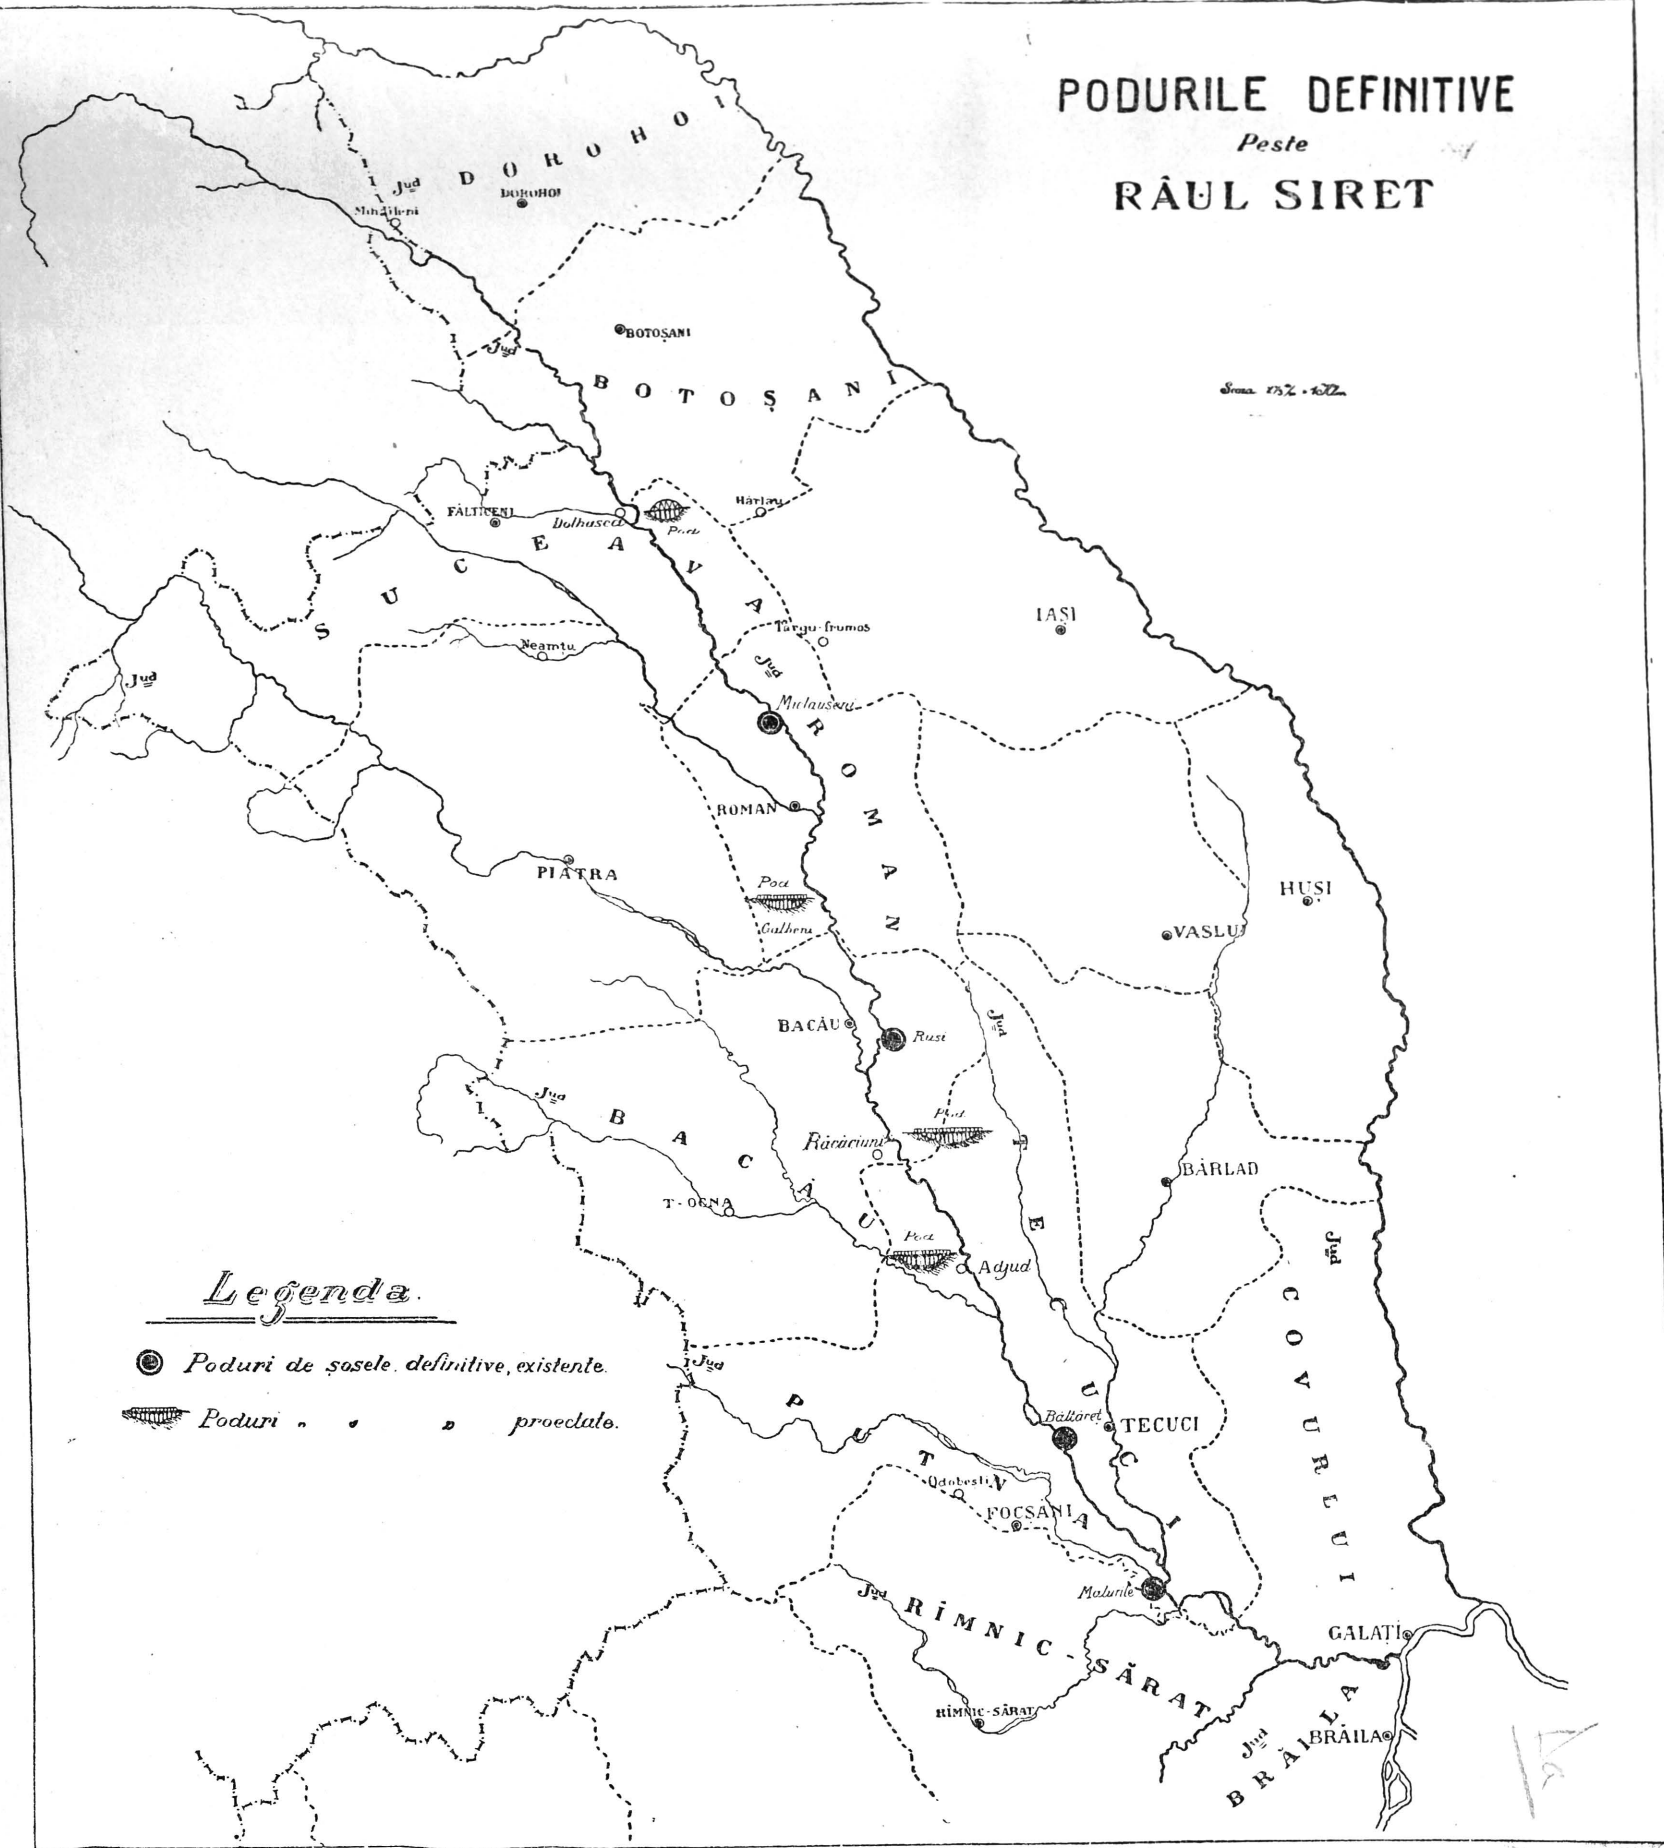 PODURILE DEFINITIVE
Peste
RÂUL SIRET
Jud DOROHOI
DOROHOI
Mihăileni
Jud
BOTOȘANI
BOTOȘANI
Hârlau
FĂLTICENI
Dolhasca
Pod
SUCEAVA
IAȘI
Târgu-frumos
Neamțu
Jud
Jud
Miclauseni
ROMAN
ROMAN
PIATRA
Pod
Galbeni
HUȘI
VASLUI
BACĂU
Rusi
Jud
Jud
BACĂU
Pod
Răcăciuni
BÂRLAD
T-OCNA
TECUCI
Pod
Adjud
Jud
COVURLUI
Legenda.
Poduri de șosele definitive, existente.
Poduri " " " proectate.
Jud
PUTNA
Băltăreț
TECUCI
Odobești
FOCȘANI
Malurile
Jud RÎMNIC-SĂRAT
GALAȚI
RÎMNIC-SĂRAT
Jud
BRĂILA
BRĂILA